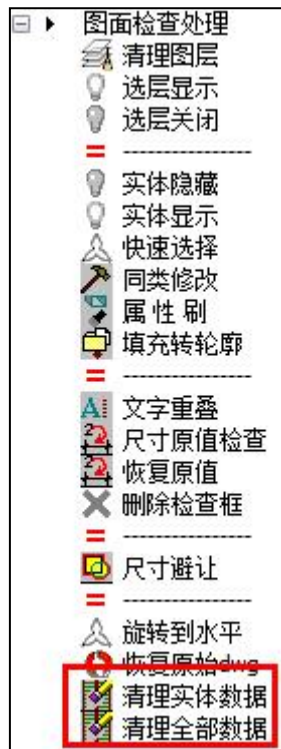 图面检查处理
清理图层
选层显示
选层关闭
= ----------------
实体隐藏
实体显示
快速选择
同类修改
属 性 刷
填充转轮廓
= ----------------
文字重叠
尺寸原值检查
恢复原值
删除检查框
= ----------------
尺寸避让
= ----------------
旋转到水平
恢复原始dwg
清理实体数据
清理全部数据